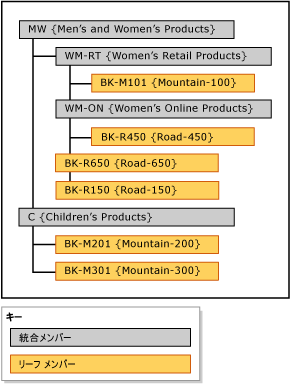 MW {Men's and Women's Products}
WM-RT {Women's Retail Products}
BK-M101 {Mountain-100}
WM-ON {Women's Online Products}
BK-R450 {Road-450}
BK-R650 {Road-650}
BK-R150 {Road-150}
C {Children's Products}
BK-M201 {Mountain-200}
BK-M301 {Mountain-300}
キー
統合メンバー
リーフ メンバー